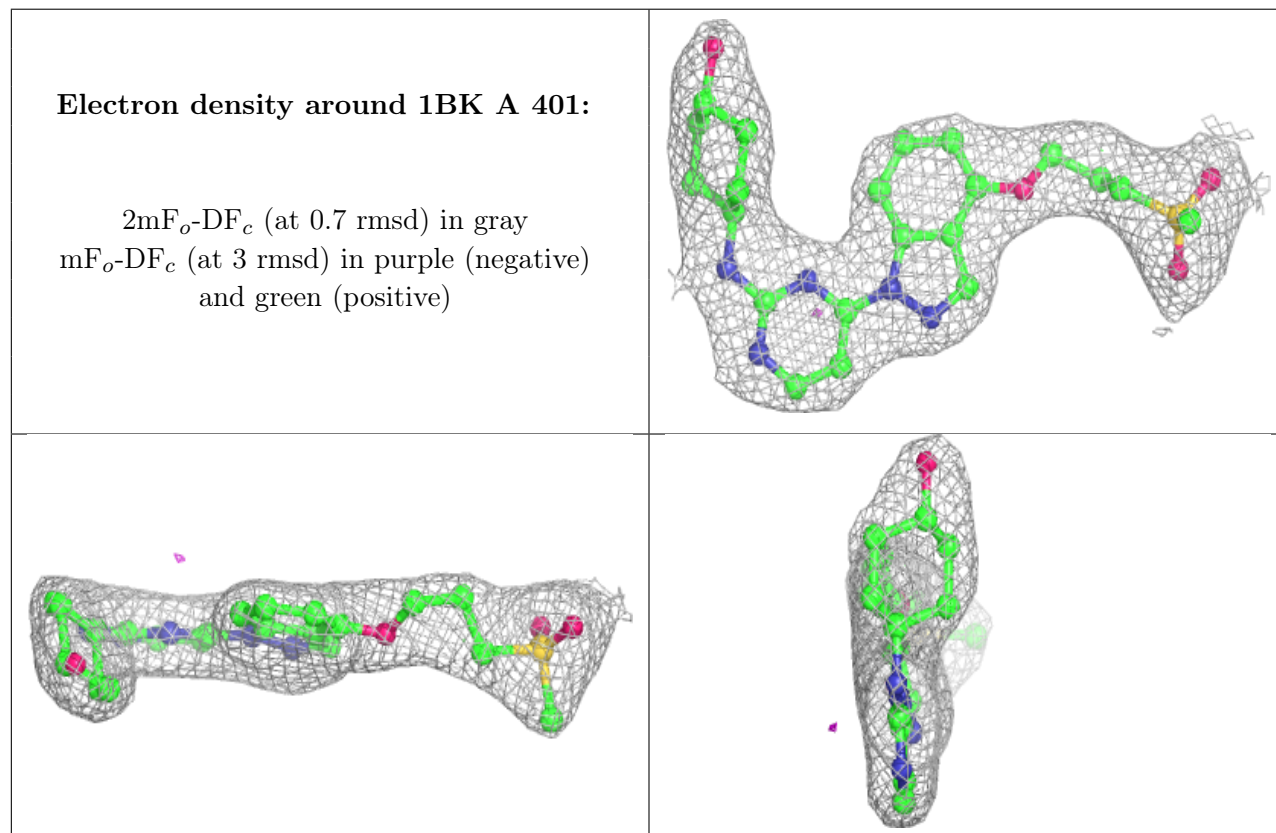 Electron density around 1BK A 401:
2mFₒ-DF𝒸 (at 0.7 rmsd) in gray
mFₒ-DF𝒸 (at 3 rmsd) in purple (negative)
and green (positive)